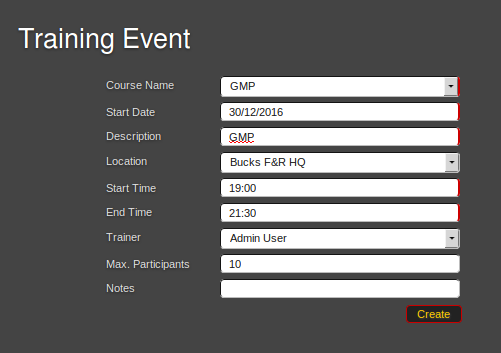 Training Event
Course Name GMP
Start Date 30/12/2016
Description GMP
Location Bucks F&R HQ
Start Time 19:00
End Time 21:30
Trainer Admin User
Max. Participants 10
Notes
Create